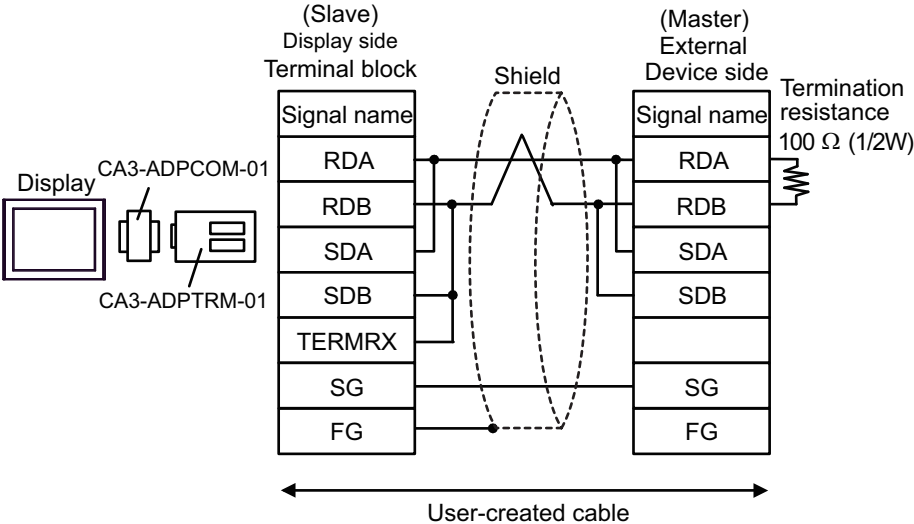 (Slave)
Display side
Terminal block
(Master)
External
Device side
Shield
Termination
resistance
100 Ω (1/2W)
Signal name
RDA
RDB
SDA
SDB
TERMRX
SG
FG
Signal name
RDA
RDB
SDA
SDB
SG
FG
Display
CA3-ADPCOM-01
CA3-ADPTRM-01
User-created cable